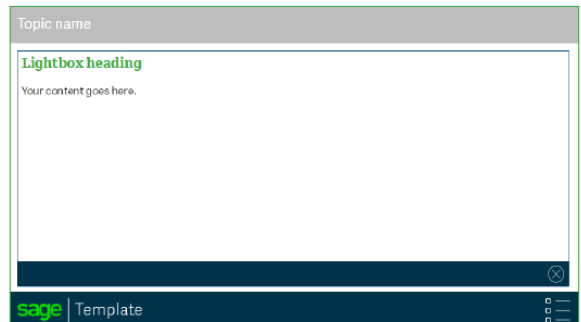 Topic name
Lightbox heading
Your content goes here.
sage | Template